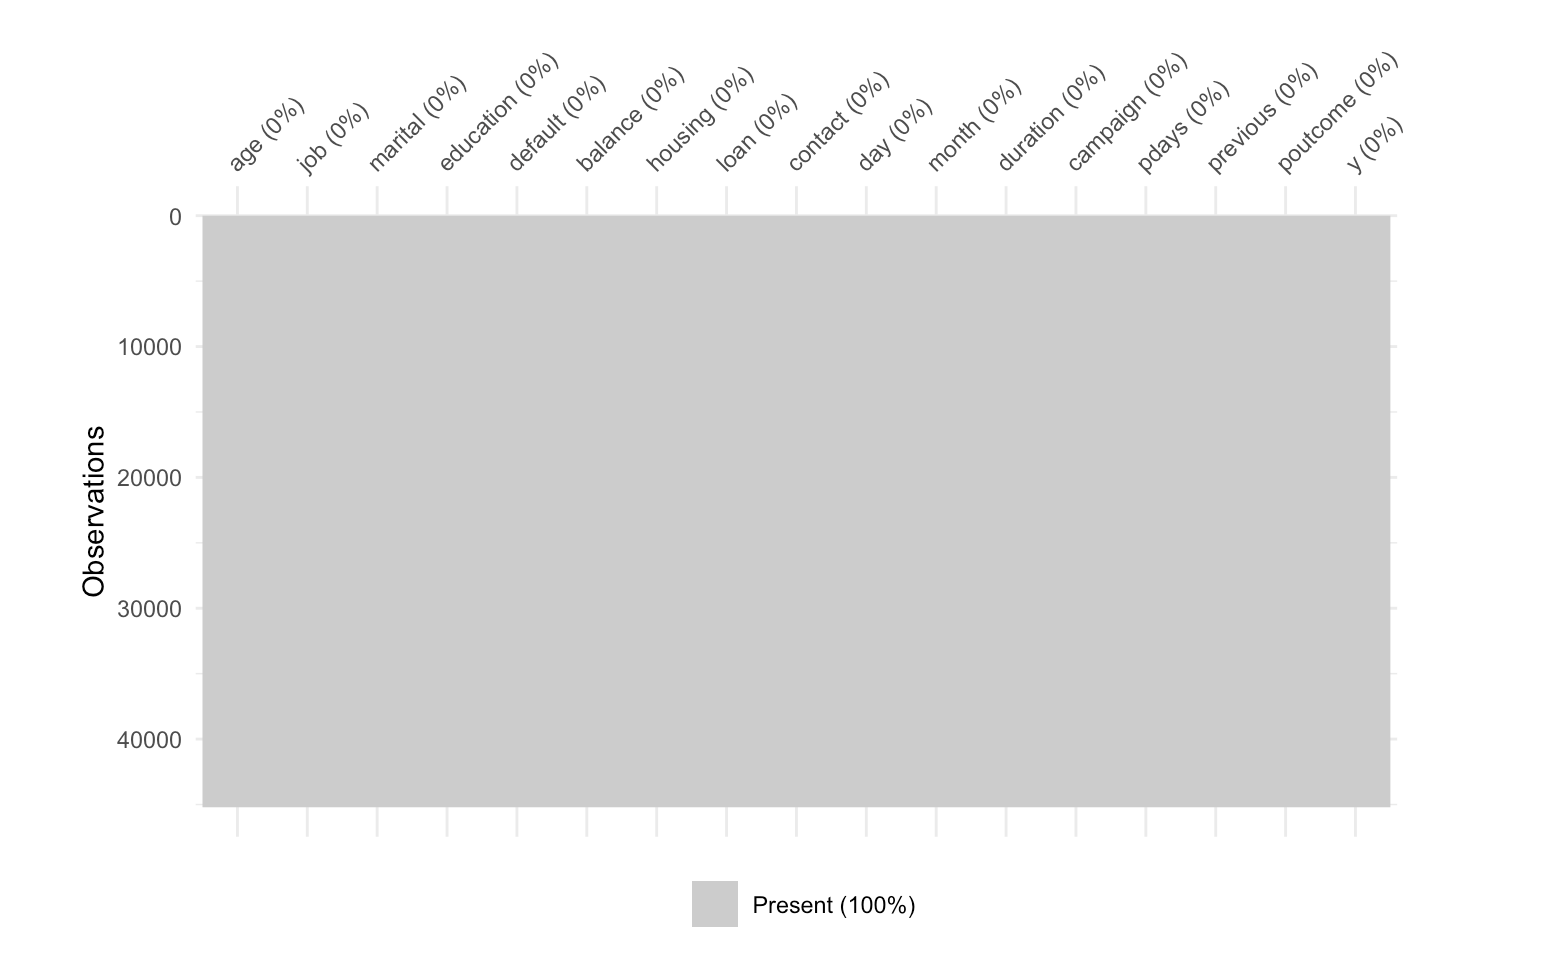 age (0%)
job (0%)
marital (0%)
education (0%)
default (0%)
balance (0%)
housing (0%)
loan (0%)
contact (0%)
day (0%)
month (0%)
duration (0%)
campaign (0%)
pdays (0%)
previous (0%)
poutcome (0%)
y (0%)
0
10000
20000
30000
40000
Observations
Present (100%)